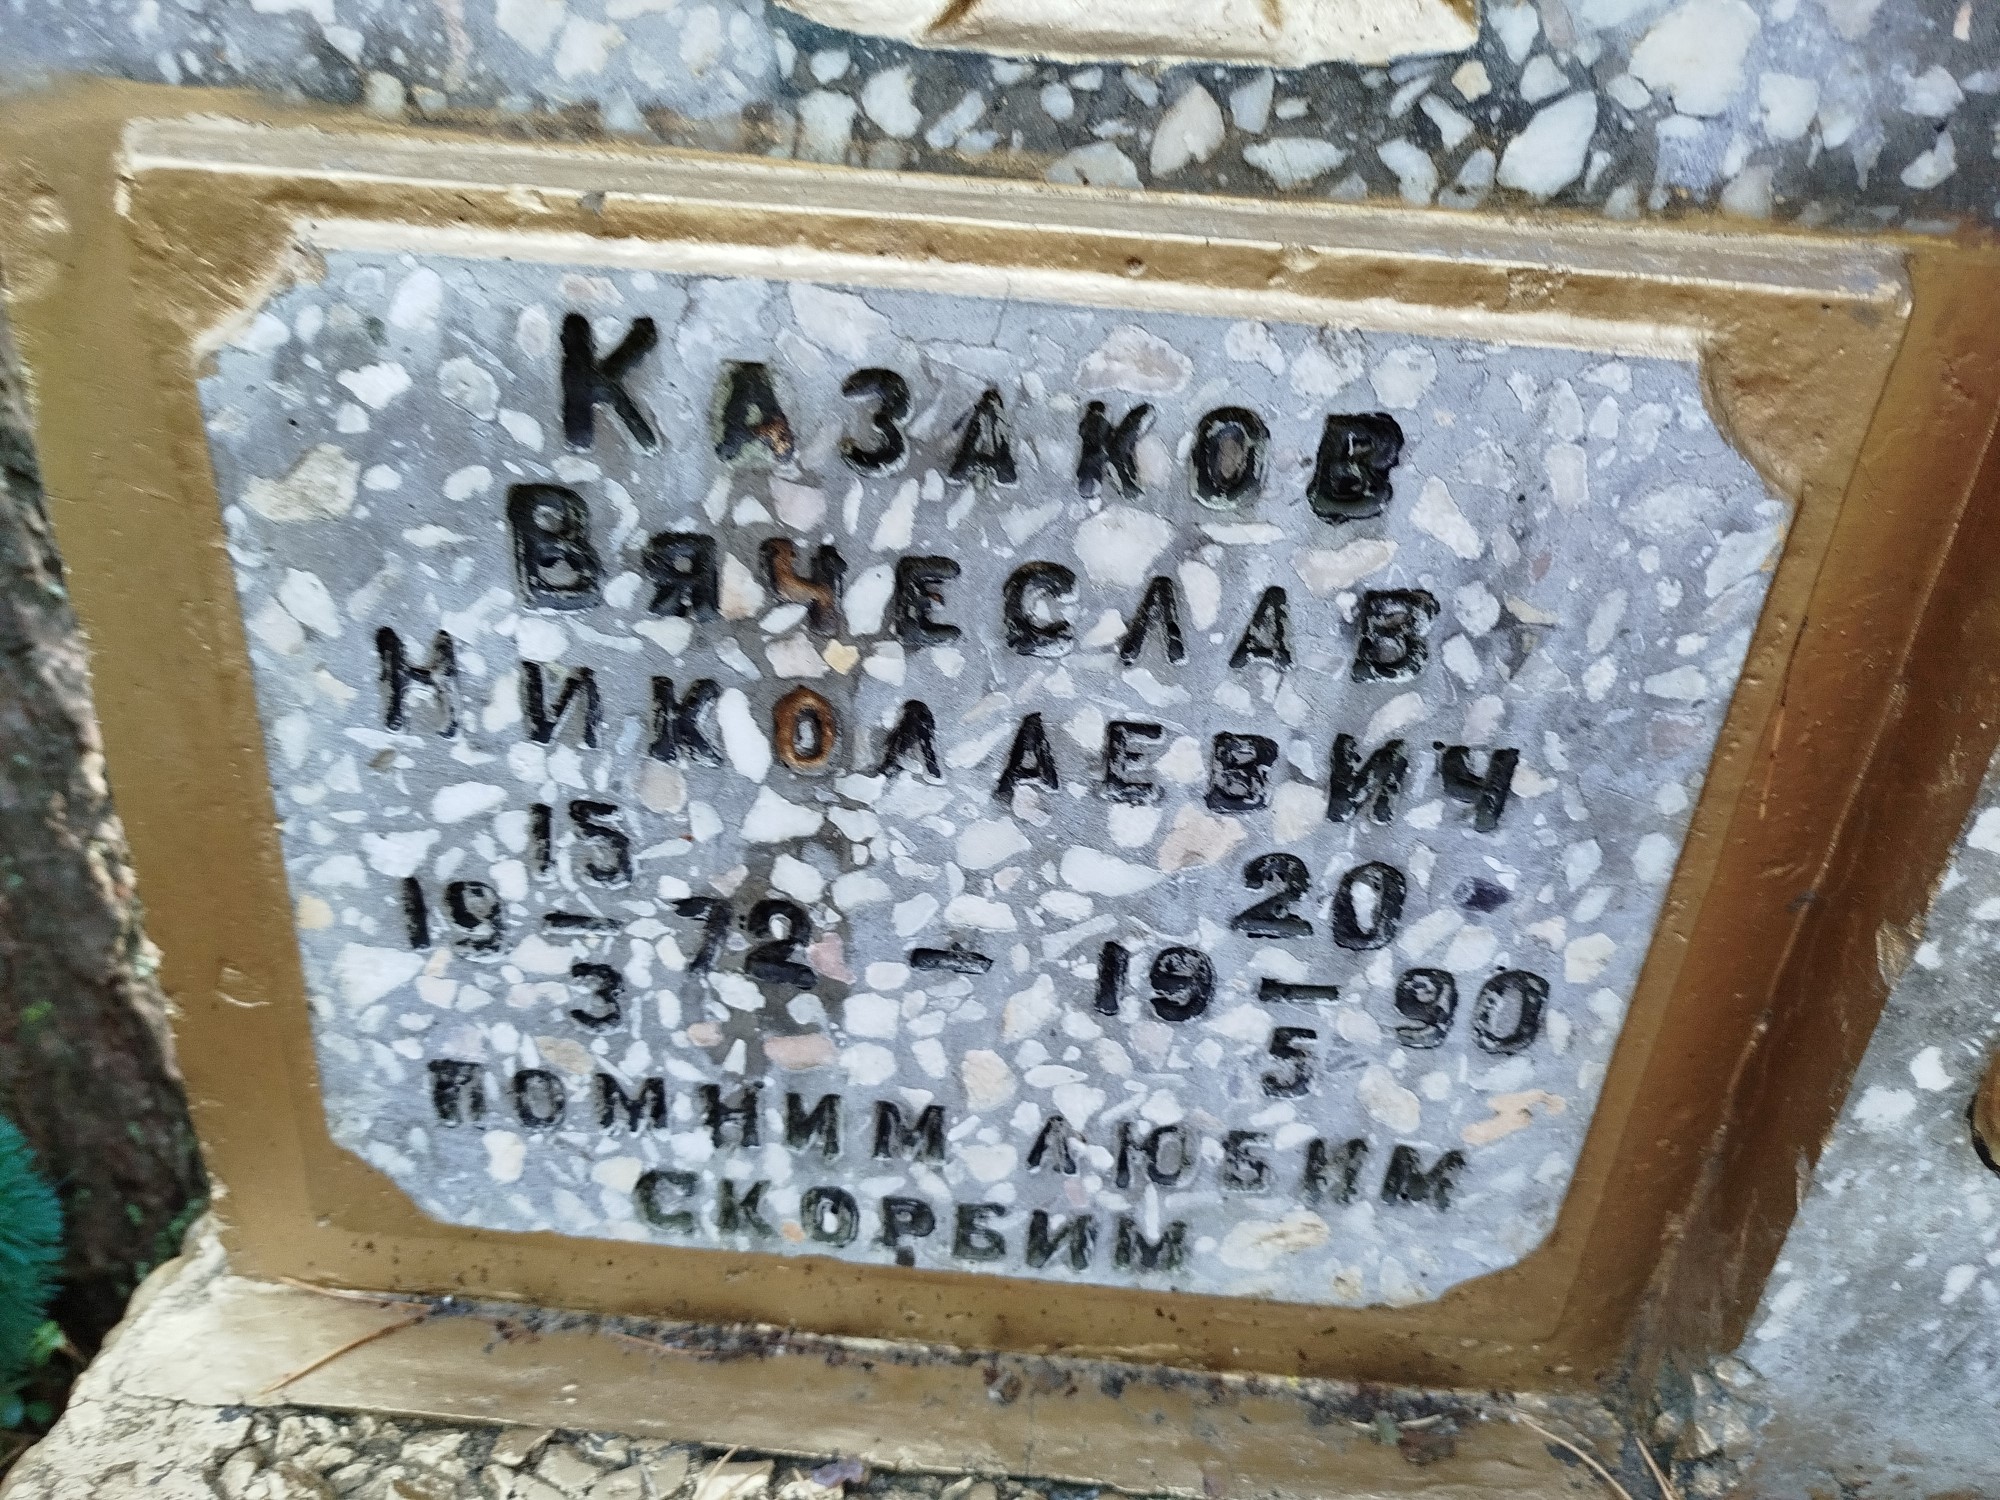 Казаков
Вячеслав
Николаевич
19 15/3 72 – 19 20/5 90
помним любим
скорбим